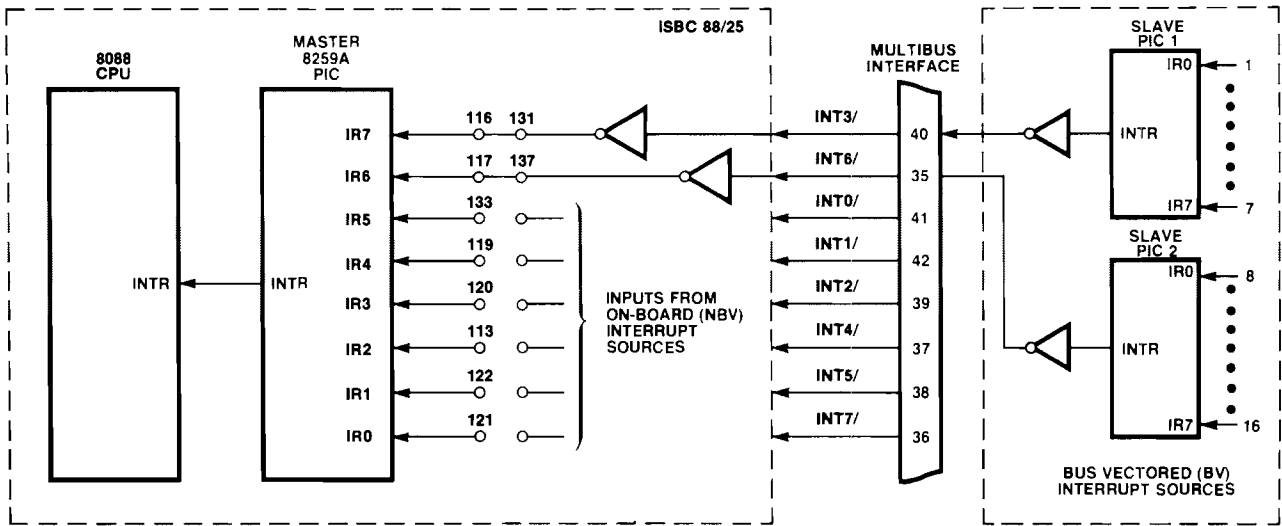 ISBC 88/25
8088
CPU
INTR
MASTER
8259A
PIC
INTR
IR7
IR6
IR5
IR4
IR3
IR2
IR1
IR0
116 131
117 137
133
119
120
113
122
121
INPUTS FROM
ON-BOARD (NBV)
INTERRUPT
SOURCES
MULTIBUS
INTERFACE
INT3/ 40
INT6/ 35
INT0/ 41
INT1/ 42
INT2/ 39
INT4/ 37
INT5/ 38
INT7/ 36
SLAVE
PIC 1
IR0 1
INTR
IR7 7
SLAVE
PIC 2
IR0 8
INTR
IR7 16
BUS VECTORED (BV)
INTERRUPT SOURCES